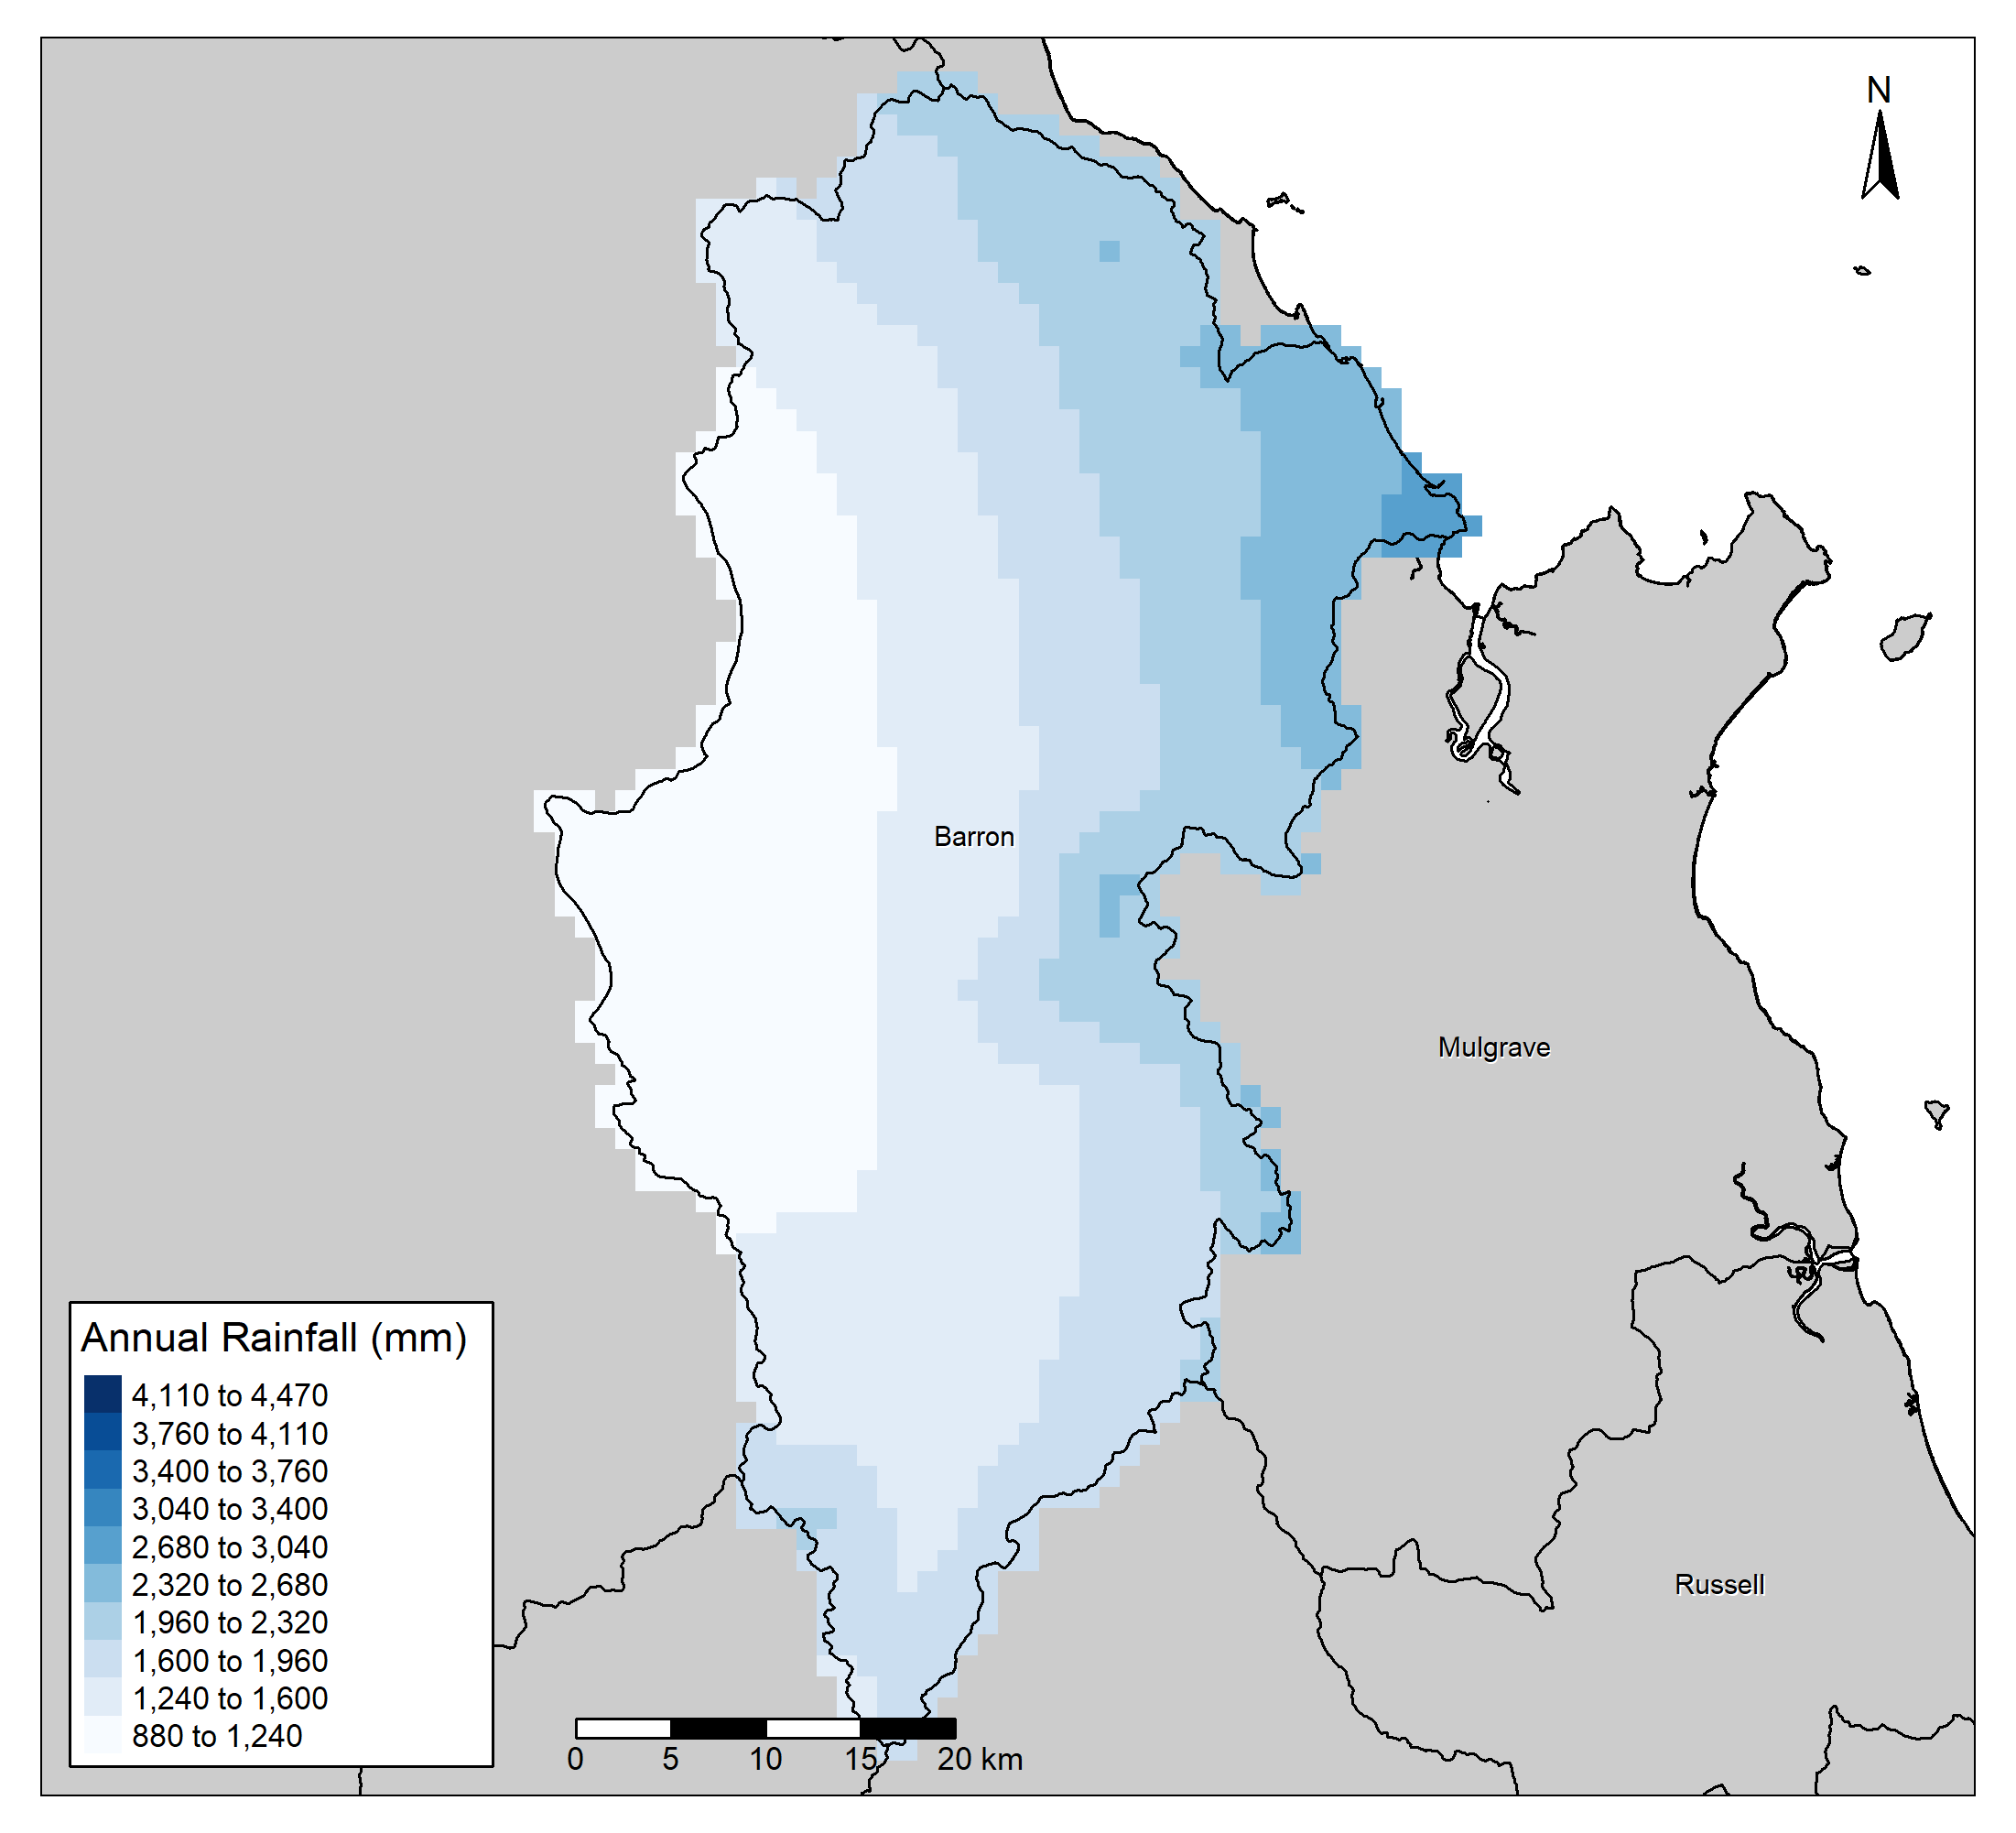 N
Barron
Mulgrave
Russell
Annual Rainfall (mm)
4,110 to 4,470
3,760 to 4,110
3,400 to 3,760
3,040 to 3,400
2,680 to 3,040
2,320 to 2,680
1,960 to 2,320
1,600 to 1,960
1,240 to 1,600
880 to 1,240
0 5 10 15 20 km